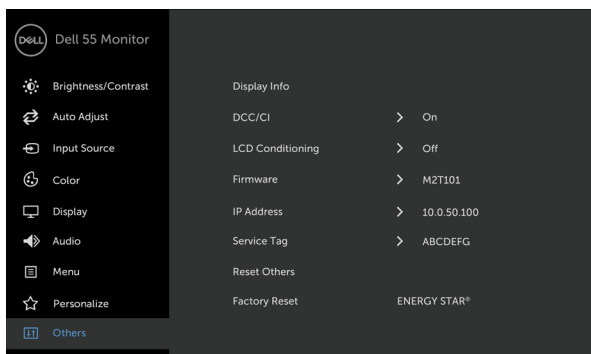 DELL Dell 55 Monitor
Brightness/Contrast
Auto Adjust
Input Source
Color
Display
Audio
Menu
Personalize
Others
Display Info
DCC/CI > On
LCD Conditioning > Off
Firmware > M2T101
IP Address > 10.0.50.100
Service Tag > ABCDEFG
Reset Others
Factory Reset ENERGY STAR®